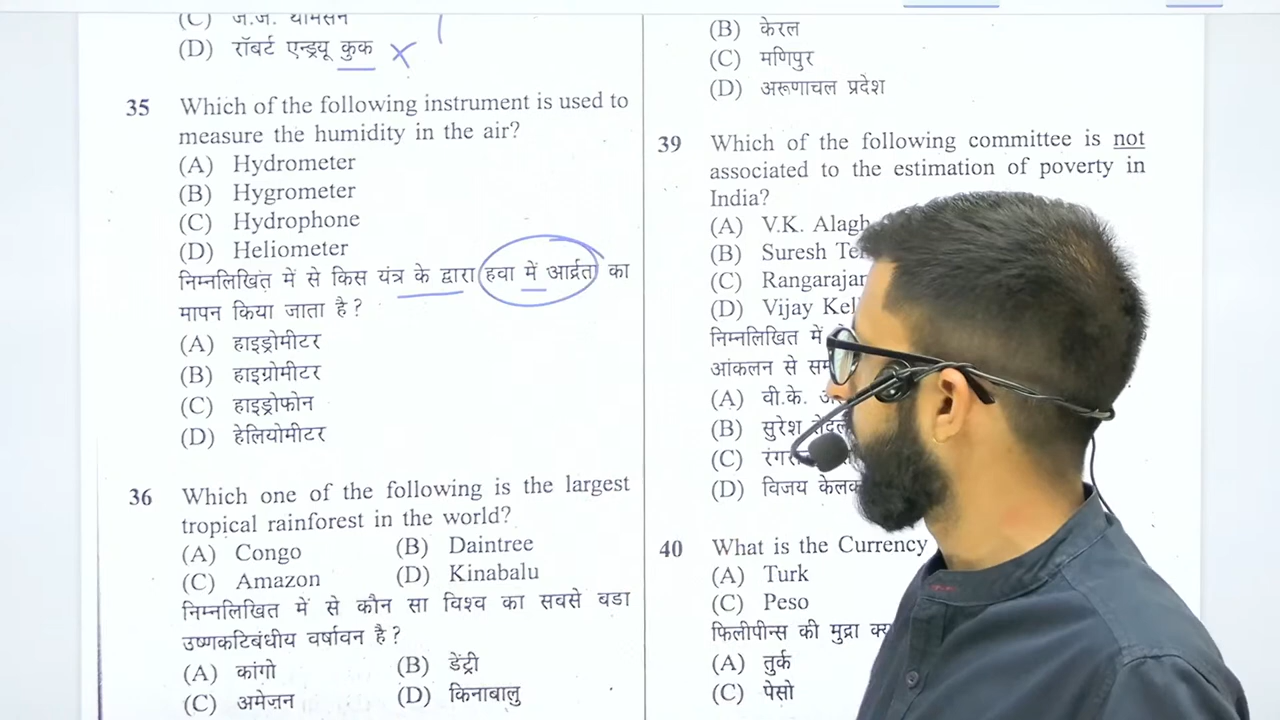 (C) ज.ज. थॉमसन
(D) रॉबर्ट एन्ड्रयू कुक
35 Which of the following instrument is used to
measure the humidity in the air?
(A) Hydrometer
(B) Hygrometer
(C) Hydrophone
(D) Heliometer
निम्नलिखित में से किस यंत्र के द्वारा हवा में आर्द्रता का
मापन किया जाता है ?
(A) हाइड्रोमीटर
(B) हाइग्रोमीटर
(C) हाइड्रोफोन
(D) हेलियोमीटर
36 Which one of the following is the largest
tropical rainforest in the world?
(A) Congo (B) Daintree
(C) Amazon (D) Kinabalu
निम्नलिखित में से कौन सा विश्व का सबसे बडा
उष्णकटिबंधीय वर्षावन है ?
(A) कांगो (B) डेंट्री
(C) अमेजन (D) किनाबालु
(B) केरल
(C) मणिपुर
(D) अरूणाचल प्रदेश
39 Which of the following committee is not
associated to the estimation of poverty in
India?
(A) V.K.
(B) Suresh
(C)
(D) Vijay
निम्नलिखित में
आंकलन से
(A) वी.के.
(B) सुरेश
(C)
(D) विजय
40 What is the Currency
(A) Turk
(C) Peso
फिलीपीन्स की मुद्रा
(A) तुर्क
(C) पेसो